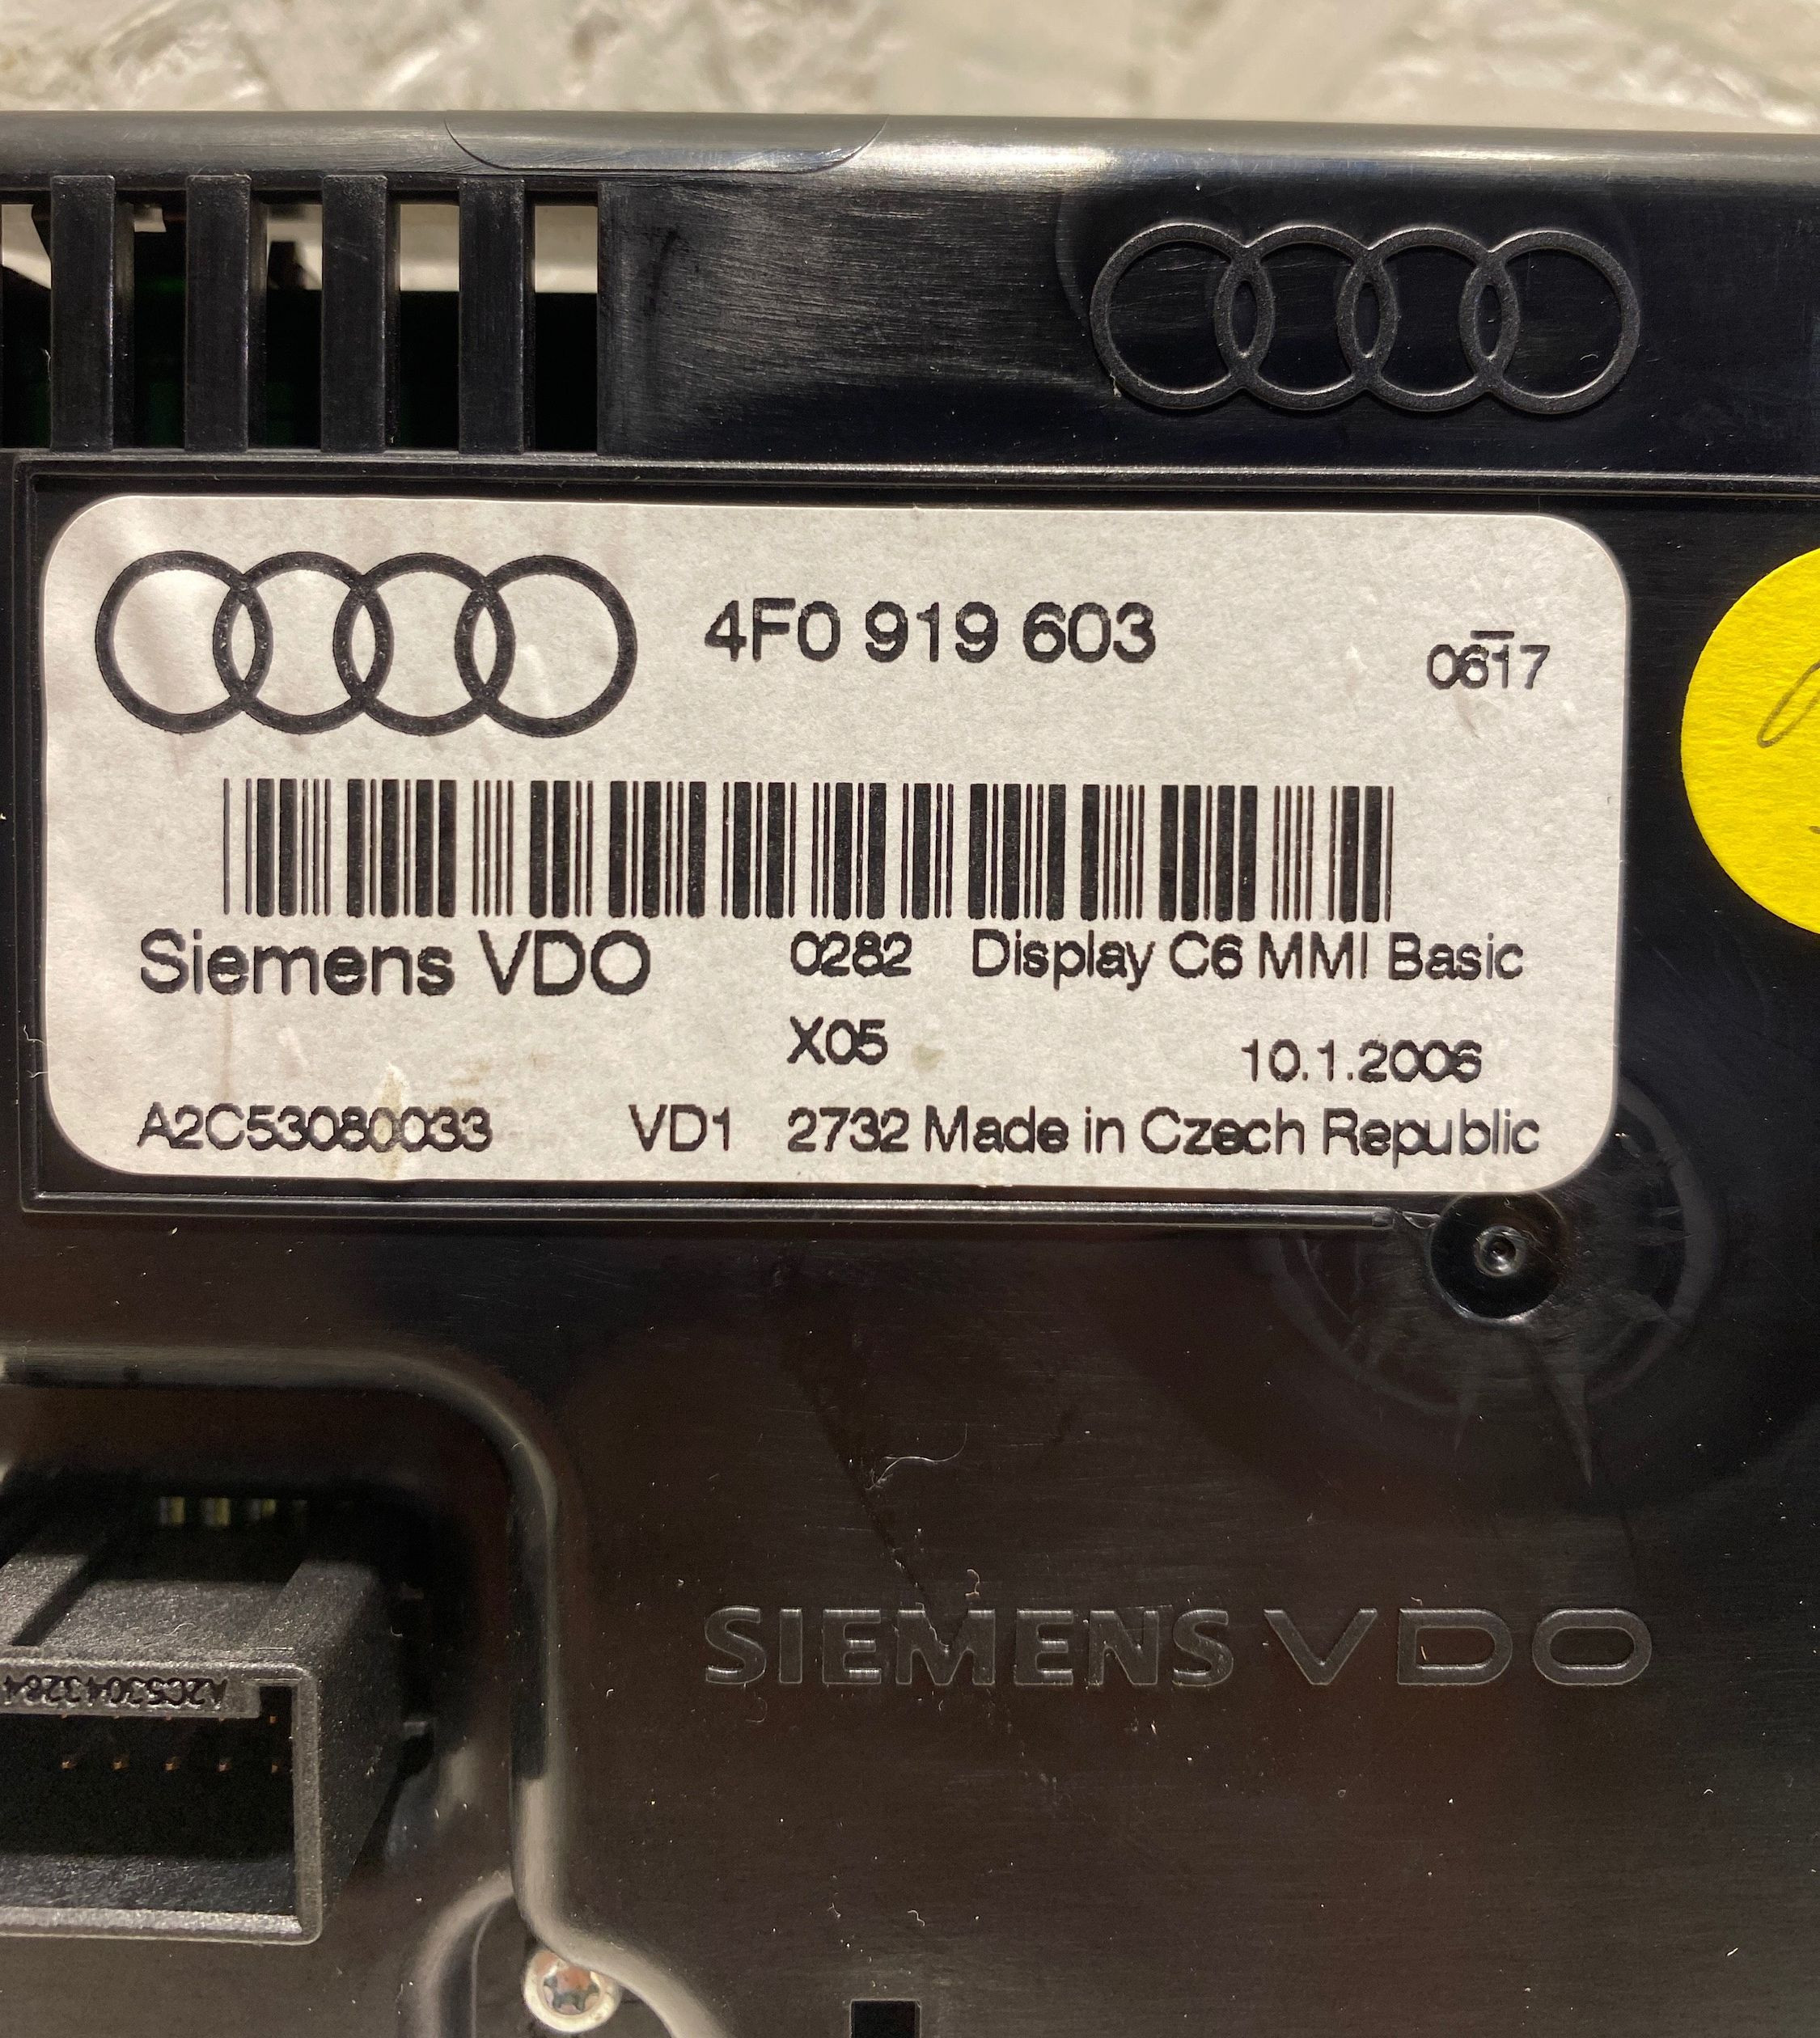 4F0 919 603
0617
Siemens VDO 0282 Display C6 MMI Basic
X05 10.1.2006
A2C53080033 VD1 2732 Made in Czech Republic
SIEMENS VDO
A2C53043264